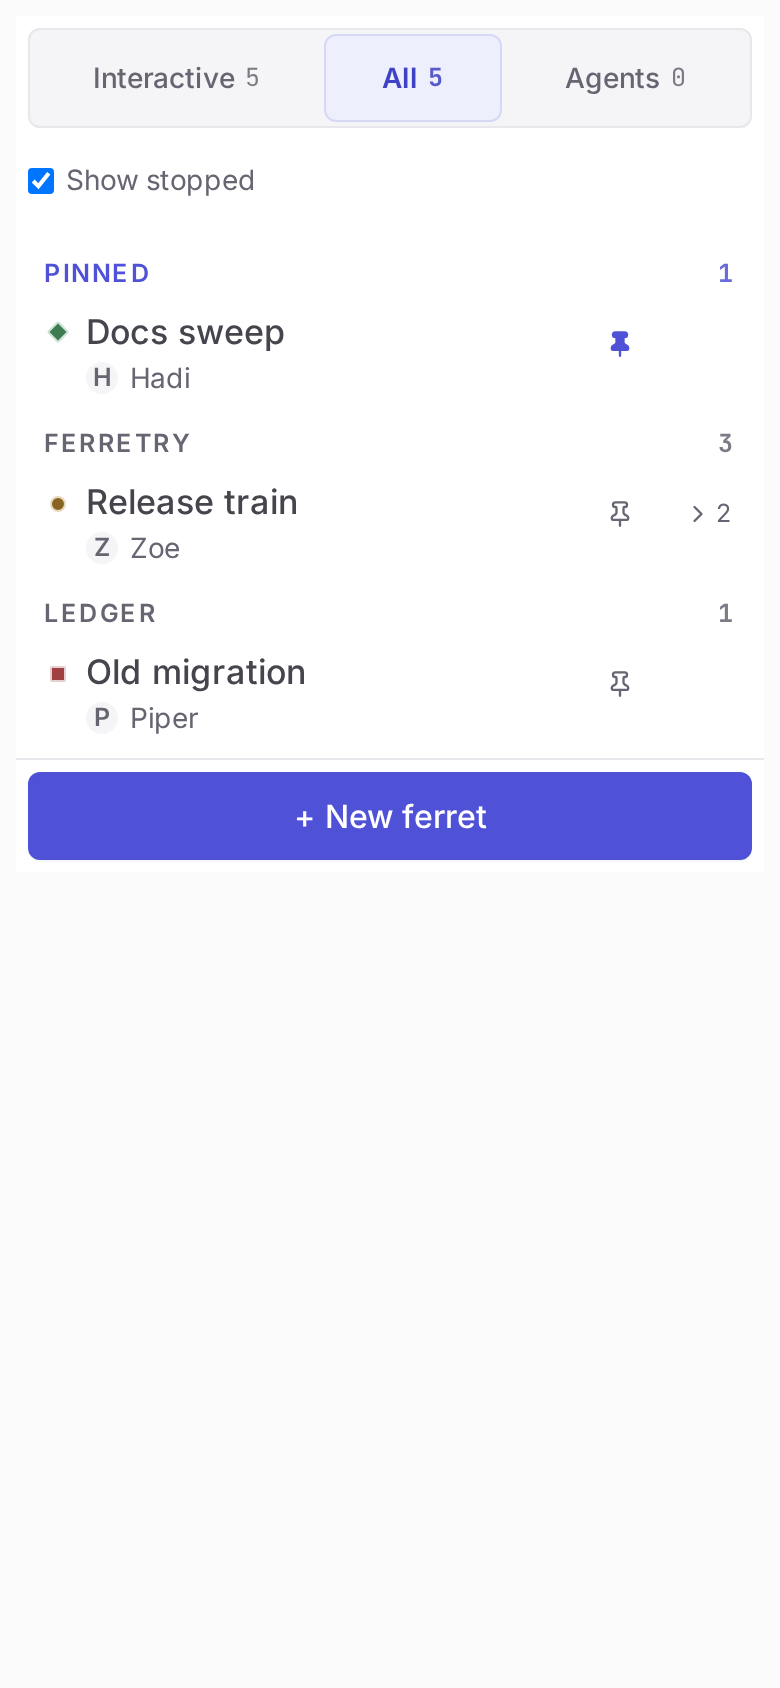 Interactive 5 All 5 Agents 0
Show stopped
PINNED 1
Docs sweep
H Hadi
FERRETRY 3
Release train > 2
Z Zoe
LEDGER 1
Old migration
P Piper
+ New ferret